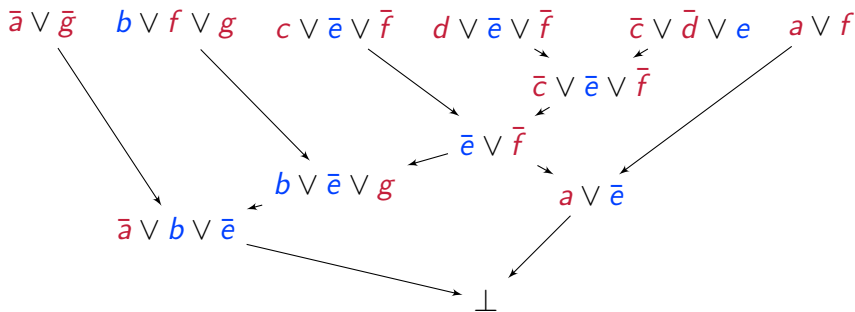 ā ∨ ḡ b ∨ f ∨ g c ∨ ē ∨ f̄ d ∨ ē ∨ f̄ c̄ ∨ d̄ ∨ e a ∨ f
c̄ ∨ ē ∨ f̄
ē ∨ f̄
b ∨ ē ∨ g
a ∨ ē
ā ∨ b ∨ ē
⊥